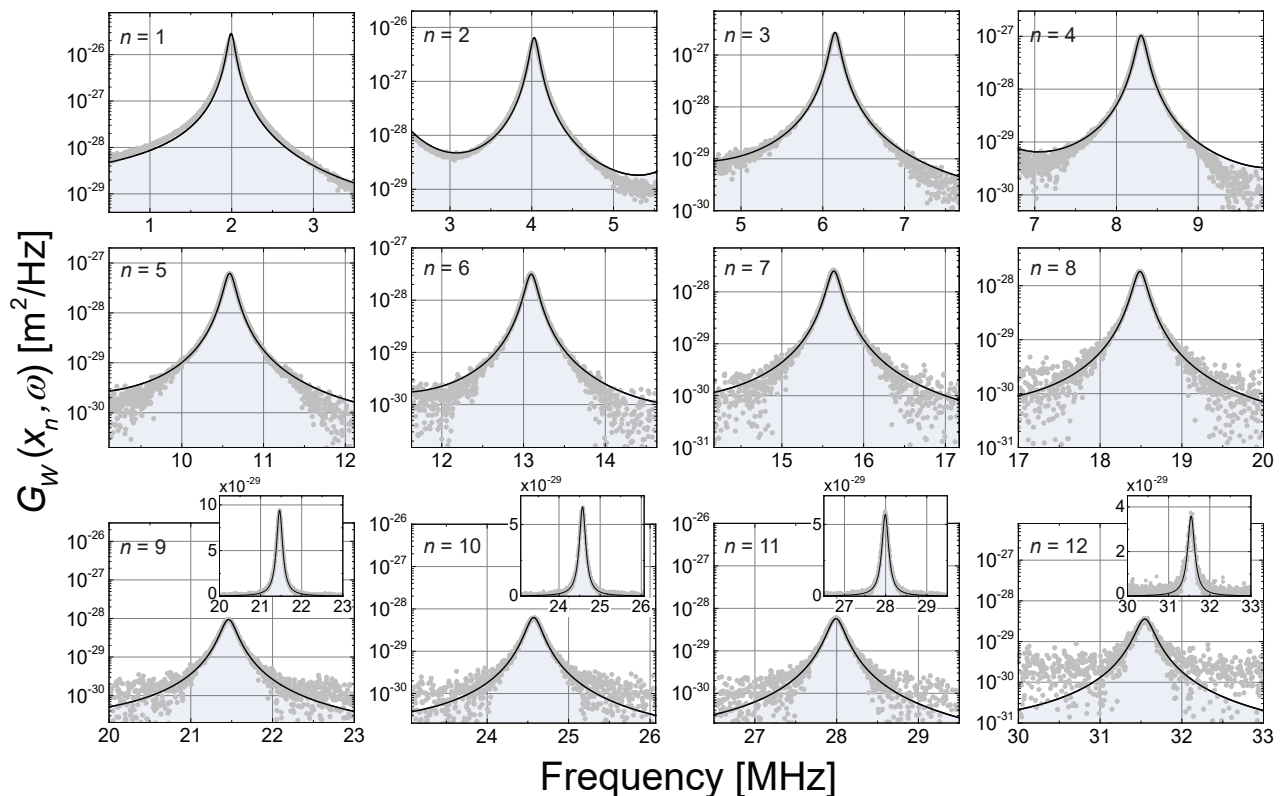 n = 1
10⁻²⁶
10⁻²⁷
10⁻²⁸
10⁻²⁹
1 2 3
n = 2
10⁻²⁶
10⁻²⁷
10⁻²⁸
10⁻²⁹
3 4 5
n = 3
10⁻²⁷
10⁻²⁸
10⁻²⁹
10⁻³⁰
5 6 7
n = 4
10⁻²⁷
10⁻²⁸
10⁻²⁹
10⁻³⁰
7 8 9
G_W(x_n, ω) [m²/Hz]
n = 5
10⁻²⁷
10⁻²⁸
10⁻²⁹
10⁻³⁰
10 11 12
n = 6
10⁻²⁷
10⁻²⁸
10⁻²⁹
10⁻³⁰
12 13 14
n = 7
10⁻²⁸
10⁻²⁹
10⁻³⁰
10⁻³¹
15 16 17
n = 8
10⁻²⁸
10⁻²⁹
10⁻³⁰
10⁻³¹
17 18 19 20
n = 9
10⁻²⁶
10⁻²⁷
10⁻²⁸
10⁻²⁹
10⁻³⁰
20 21 22 23
x10⁻²⁹
10
5
0
20 21 22 23
n = 10
10⁻²⁶
10⁻²⁷
10⁻²⁸
10⁻²⁹
10⁻³⁰
24 25 26
x10⁻²⁹
5
0
24 25 26
n = 11
10⁻²⁶
10⁻²⁷
10⁻²⁸
10⁻²⁹
10⁻³⁰
27 28 29
x10⁻²⁹
5
0
27 28 29
n = 12
10⁻²⁶
10⁻²⁷
10⁻²⁸
10⁻²⁹
10⁻³⁰
10⁻³¹
30 31 32 33
x10⁻²⁹
4
2
0
30 31 32 33
Frequency [MHz]